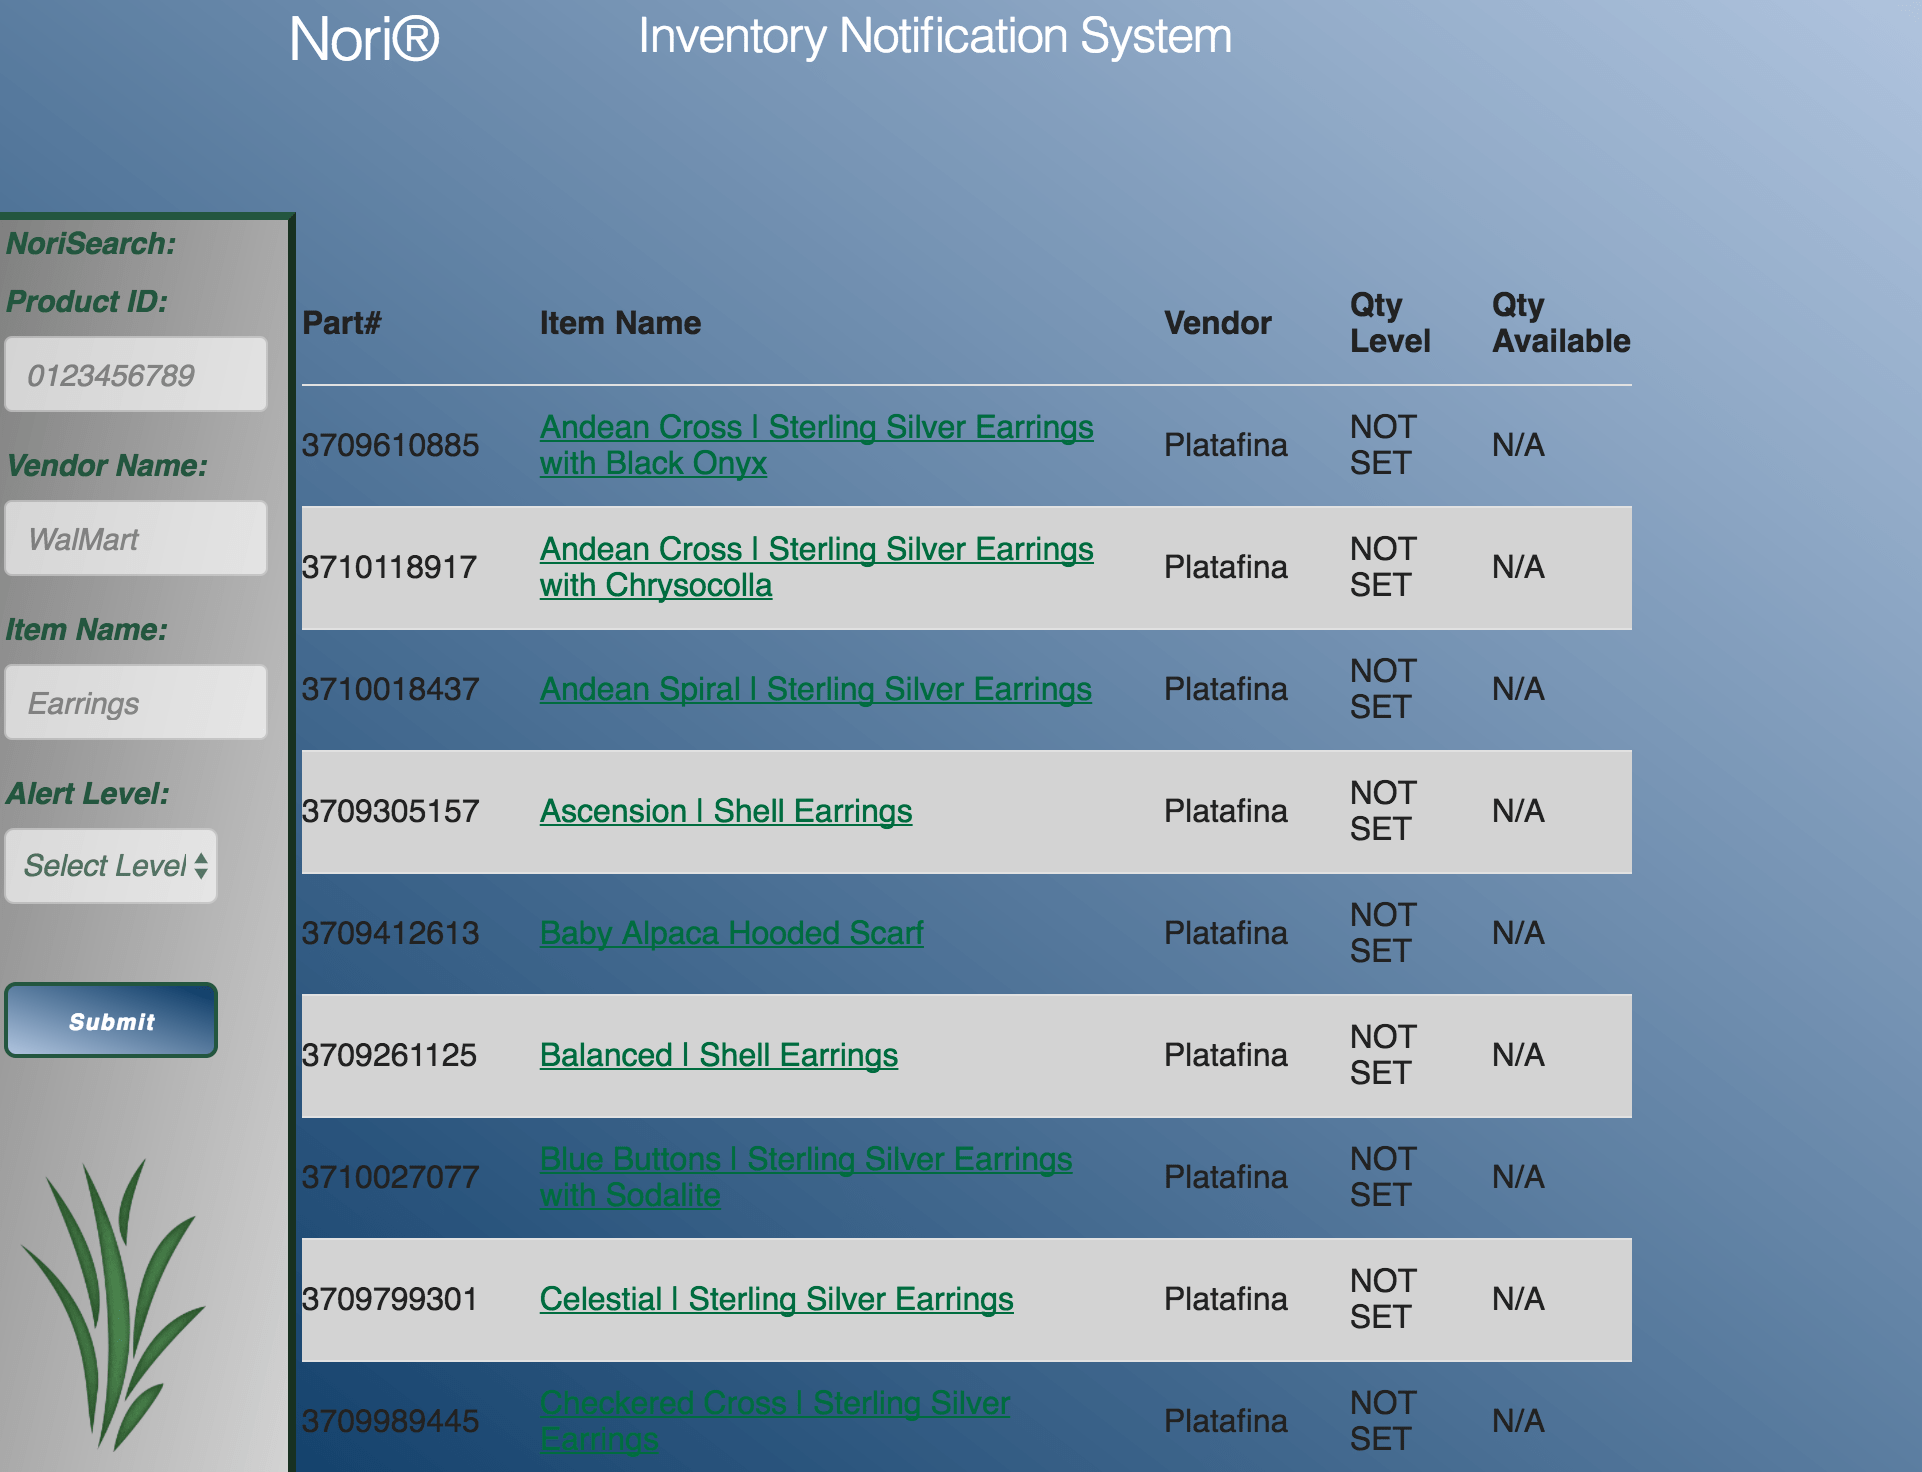 Nori® Inventory Notification System
NoriSearch:
Product ID:
0123456789
Vendor Name:
WalMart
Item Name:
Earrings
Alert Level:
Select Level
Submit
Part# Item Name Vendor Qty Level Qty Available
3709610885 Andean Cross | Sterling Silver Earrings with Black Onyx Platafina NOT SET N/A
3710118917 Andean Cross | Sterling Silver Earrings with Chrysocolla Platafina NOT SET N/A
3710018437 Andean Spiral | Sterling Silver Earrings Platafina NOT SET N/A
3709305157 Ascension | Shell Earrings Platafina NOT SET N/A
3709412613 Baby Alpaca Hooded Scarf Platafina NOT SET N/A
3709261125 Balanced | Shell Earrings Platafina NOT SET N/A
3710027077 Blue Buttons | Sterling Silver Earrings with Sodalite Platafina NOT SET N/A
3709799301 Celestial | Sterling Silver Earrings Platafina NOT SET N/A
3709989445 Checkered Cross | Sterling Silver Earrings Platafina NOT SET N/A